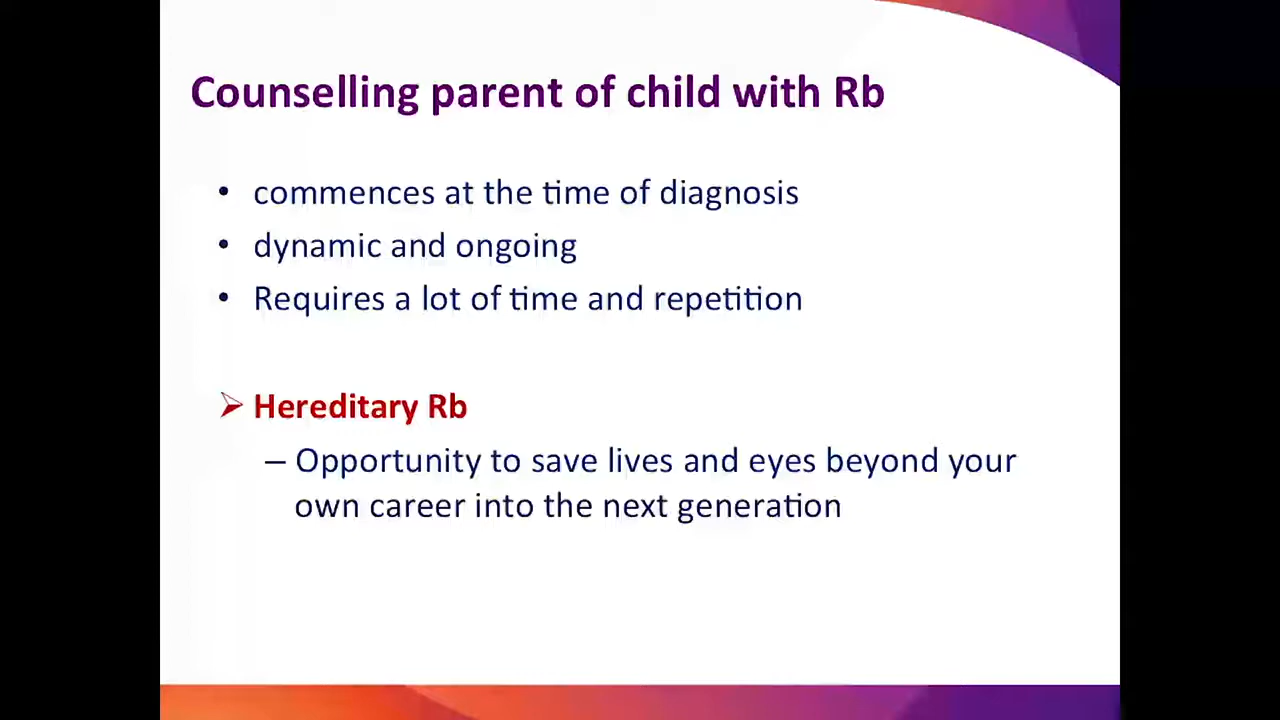 Counselling parent of child with Rb
• commences at the time of diagnosis
• dynamic and ongoing
• Requires a lot of time and repetition
➢ Hereditary Rb
– Opportunity to save lives and eyes beyond your
own career into the next generation